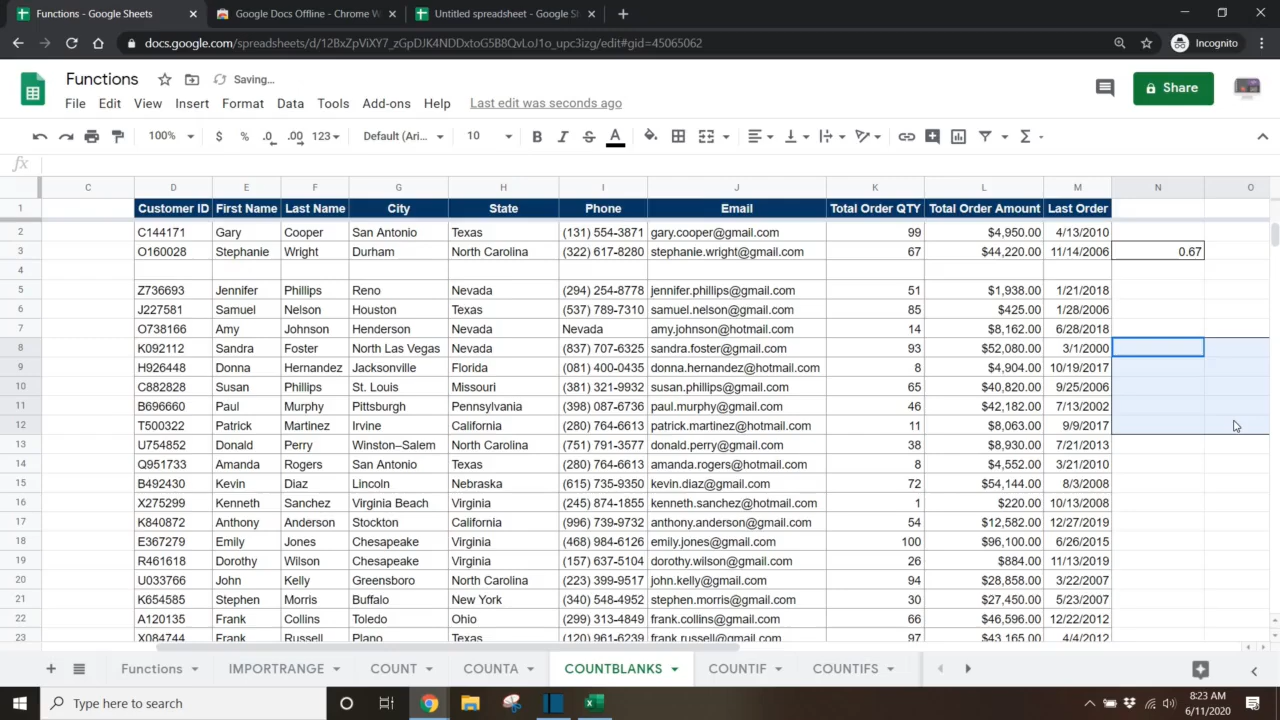 Functions - Google Sheets
Google Docs Offline - Chrome W
Untitled spreadsheet - Google Sh
docs.google.com/spreadsheets/d/12BxZpViXY7_zGpDJK4NDDxtoG5B8QvLoJ1o_upc3izg/edit#gid=45065062
Incognito
Functions
Saving...
File Edit View Insert Format Data Tools Add-ons Help Last edit was seconds ago
Share
100% $ % .0 .00 123 Default (Ari... 10 B I S A
fx
C D E F G H I J K L M N O
1 Customer ID First Name Last Name City State Phone Email Total Order QTY Total Order Amount Last Order
2 C144171 Gary Cooper San Antonio Texas (131) 554-3871 gary.cooper@gmail.com 99 $4,950.00 4/13/2010
3 O160028 Stephanie Wright Durham North Carolina (322) 617-8280 stephanie.wright@gmail.com 67 $44,220.00 11/14/2006 0.67
4
5 Z736693 Jennifer Phillips Reno Nevada (294) 254-8778 jennifer.phillips@gmail.com 51 $1,938.00 1/21/2018
6 J227581 Samuel Nelson Houston Texas (537) 789-7310 samuel.nelson@gmail.com 85 $425.00 1/28/2006
7 O738166 Amy Johnson Henderson Nevada Nevada amy.johnson@hotmail.com 14 $8,162.00 6/28/2018
8 K092112 Sandra Foster North Las Vegas Nevada (837) 707-6325 sandra.foster@gmail.com 93 $52,080.00 3/1/2000
9 H926448 Donna Hernandez Jacksonville Florida (081) 400-0435 donna.hernandez@hotmail.com 8 $4,904.00 10/19/2017
10 C882828 Susan Phillips St. Louis Missouri (381) 321-9932 susan.phillips@gmail.com 65 $40,820.00 9/25/2006
11 B696660 Paul Murphy Pittsburgh Pennsylvania (398) 087-6736 paul.murphy@gmail.com 46 $42,182.00 7/13/2002
12 T500322 Patrick Martinez Irvine California (280) 764-6613 patrick.martinez@hotmail.com 11 $8,063.00 9/9/2017
13 U754852 Donald Perry Winston–Salem North Carolina (751) 791-3577 donald.perry@gmail.com 38 $8,930.00 7/21/2013
14 Q951733 Amanda Rogers San Antonio Texas (280) 764-6613 amanda.rogers@hotmail.com 8 $4,552.00 3/21/2010
15 B492430 Kevin Diaz Lincoln Nebraska (615) 735-9350 kevin.diaz@gmail.com 72 $54,144.00 8/3/2008
16 X275299 Kenneth Sanchez Virginia Beach Virginia (245) 874-1855 kenneth.sanchez@hotmail.com 1 $220.00 10/13/2008
17 K840872 Anthony Anderson Stockton California (996) 739-9732 anthony.anderson@gmail.com 54 $12,582.00 12/27/2019
18 E367279 Emily Jones Chesapeake Virginia (468) 984-6126 emily.jones@gmail.com 100 $96,100.00 6/26/2015
19 R461618 Dorothy Wilson Chesapeake Virginia (157) 637-5104 dorothy.wilson@gmail.com 26 $884.00 11/13/2019
20 U033766 John Kelly Greensboro North Carolina (223) 399-9517 john.kelly@gmail.com 94 $28,858.00 3/22/2007
21 K654585 Stephen Morris Buffalo New York (340) 548-4952 stephen.morris@gmail.com 30 $27,450.00 5/23/2007
22 A120135 Frank Collins Toledo Ohio (299) 313-4849 frank.collins@gmail.com 66 $46,596.00 12/22/2012
23 X084744 Frank Russell Plano Texas (120) 961-6239 frank.russell@gmail.com 97 $43,165.00 4/4/2012
Functions IMPORTRANGE COUNT COUNTA COUNTBLANKS COUNTIF COUNTIFS
Type here to search
8:23 AM
6/11/2020